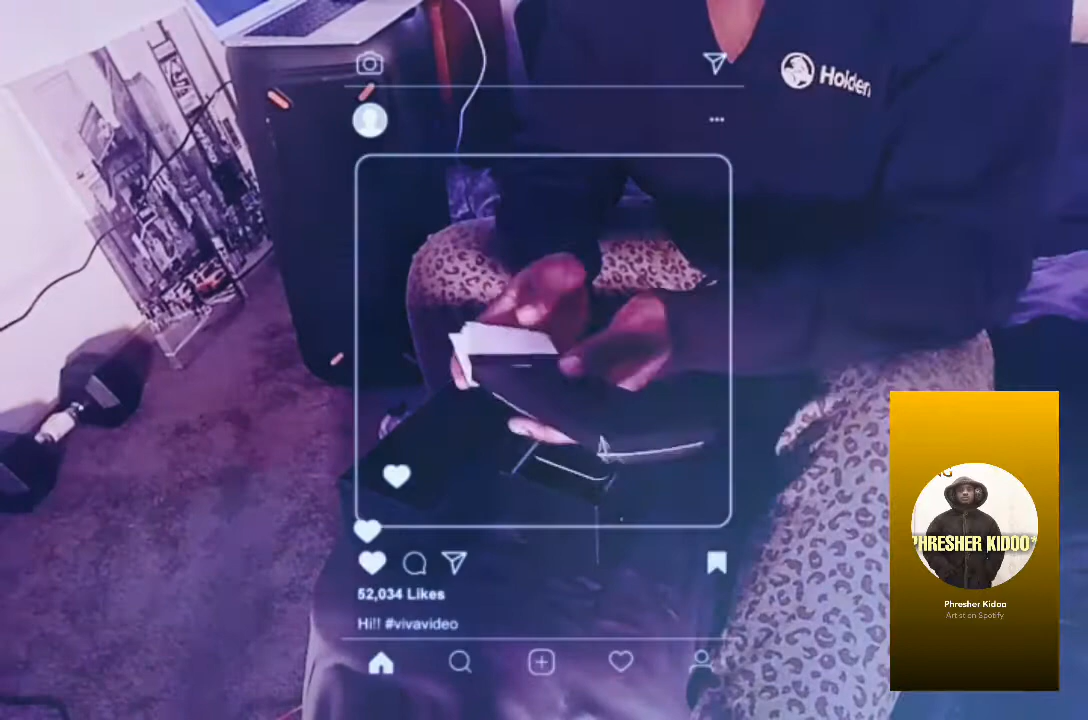 Holden
52,034 Likes
Hi!! #vivavideo
PHRESHER KIDOO*
Phresher Kidoo
Artist on Spotify